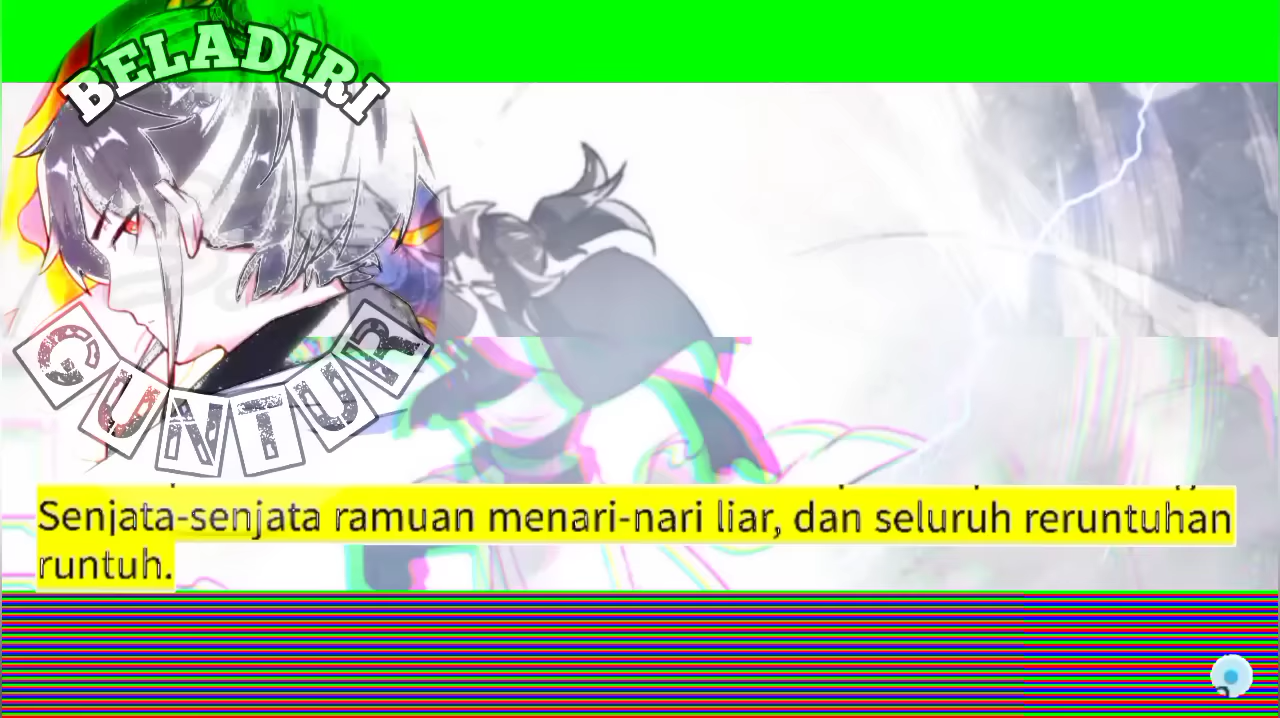 BELADIRI
GUNTUR
Senjata-senjata ramuan menari-nari liar, dan seluruh reruntuhan
runtuh.